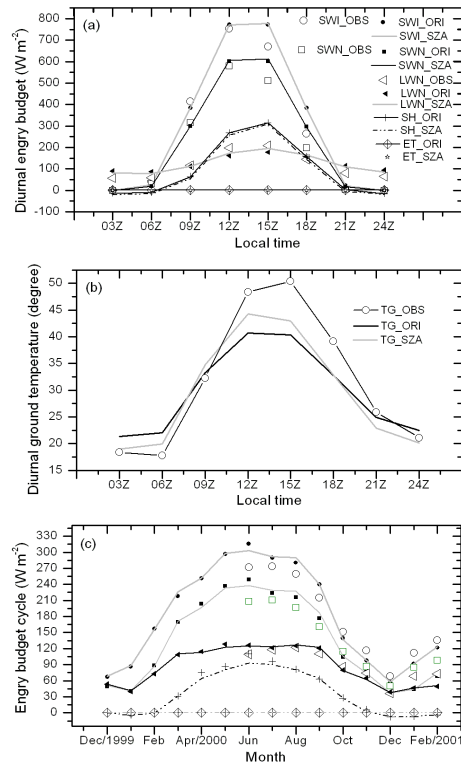 (a)
Diurnal engry budget (W m⁻²)
800
700
600
500
400
300
200
100
0
-100
SWI_OBS
SWN_OBS
SWI_ORI
SWI_SZA
SWN_ORI
SWN_SZA
LWN_OBS
LWN_ORI
LWN_SZA
SH_ORI
SH_SZA
ET_ORI
ET_SZA
03Z 06Z 09Z 12Z 15Z 18Z 21Z 24Z
Local time
(b)
Diurnal ground temperature (degree)
50
45
40
35
30
25
20
15
TG_OBS
TG_ORI
TG_SZA
03Z 06Z 09Z 12Z 15Z 18Z 21Z 24Z
Local time
(c)
Engry budget cycle (W m⁻²)
330
300
270
240
210
180
150
120
90
60
30
0
-30
Dec/1999 Feb Apr/2000 Jun Aug Oct Dec Feb/2001
Month